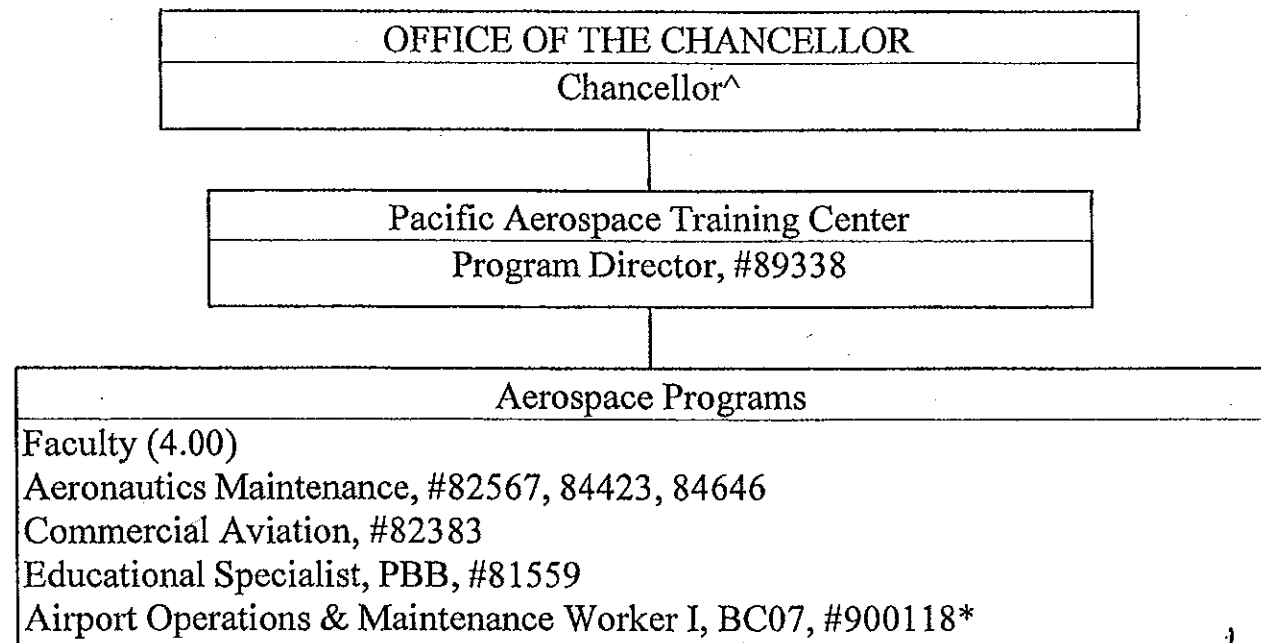 OFFICE OF THE CHANCELLOR
Chancellor^
Pacific Aerospace Training Center
Program Director, #89338
Aerospace Programs
Faculty (4.00)
Aeronautics Maintenance, #82567, 84423, 84646
Commercial Aviation, #82383
Educational Specialist, PBB, #81559
Airport Operations & Maintenance Worker I, BC07, #900118*